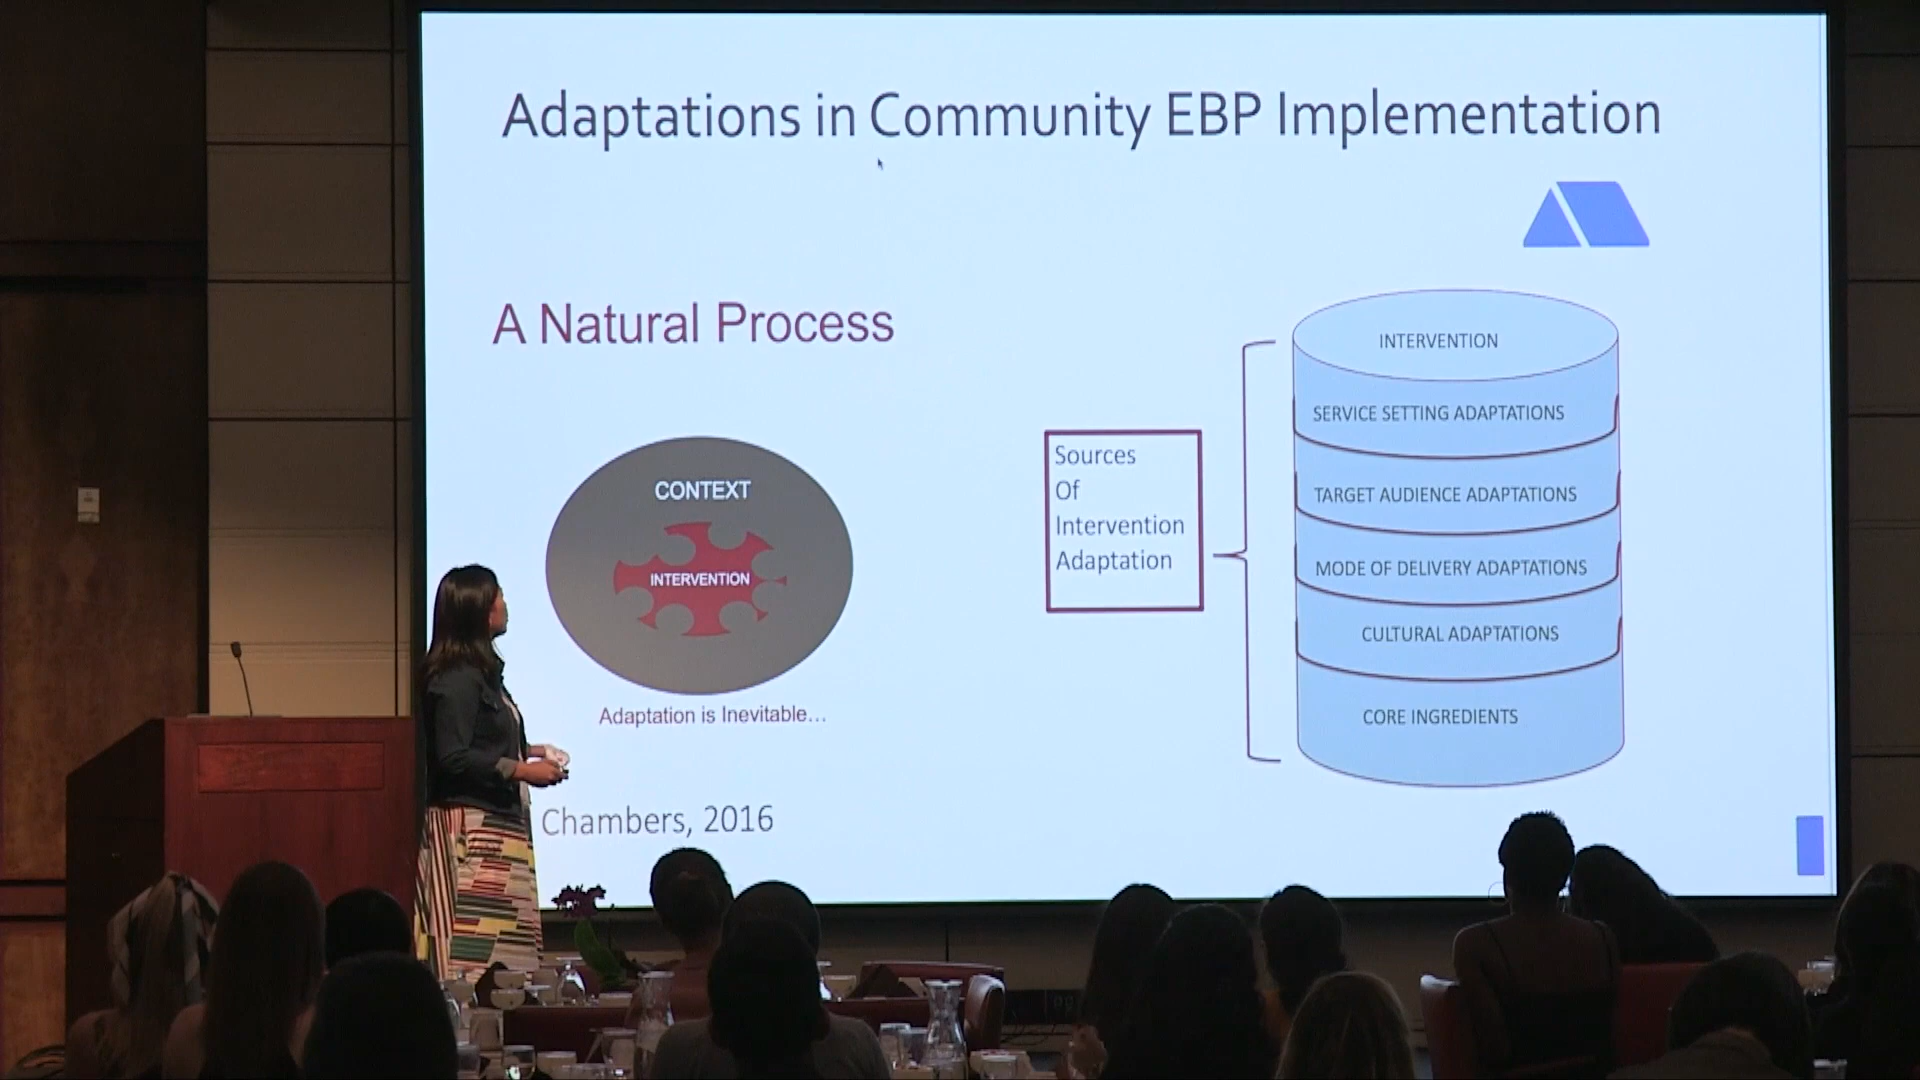 Adaptations in Community EBP Implementation
A Natural Process
CONTEXT
INTERVENTION
Adaptation is Inevitable...
Chambers, 2016
Sources
Of
Intervention
Adaptation
INTERVENTION
SERVICE SETTING ADAPTATIONS
TARGET AUDIENCE ADAPTATIONS
MODE OF DELIVERY ADAPTATIONS
CULTURAL ADAPTATIONS
CORE INGREDIENTS